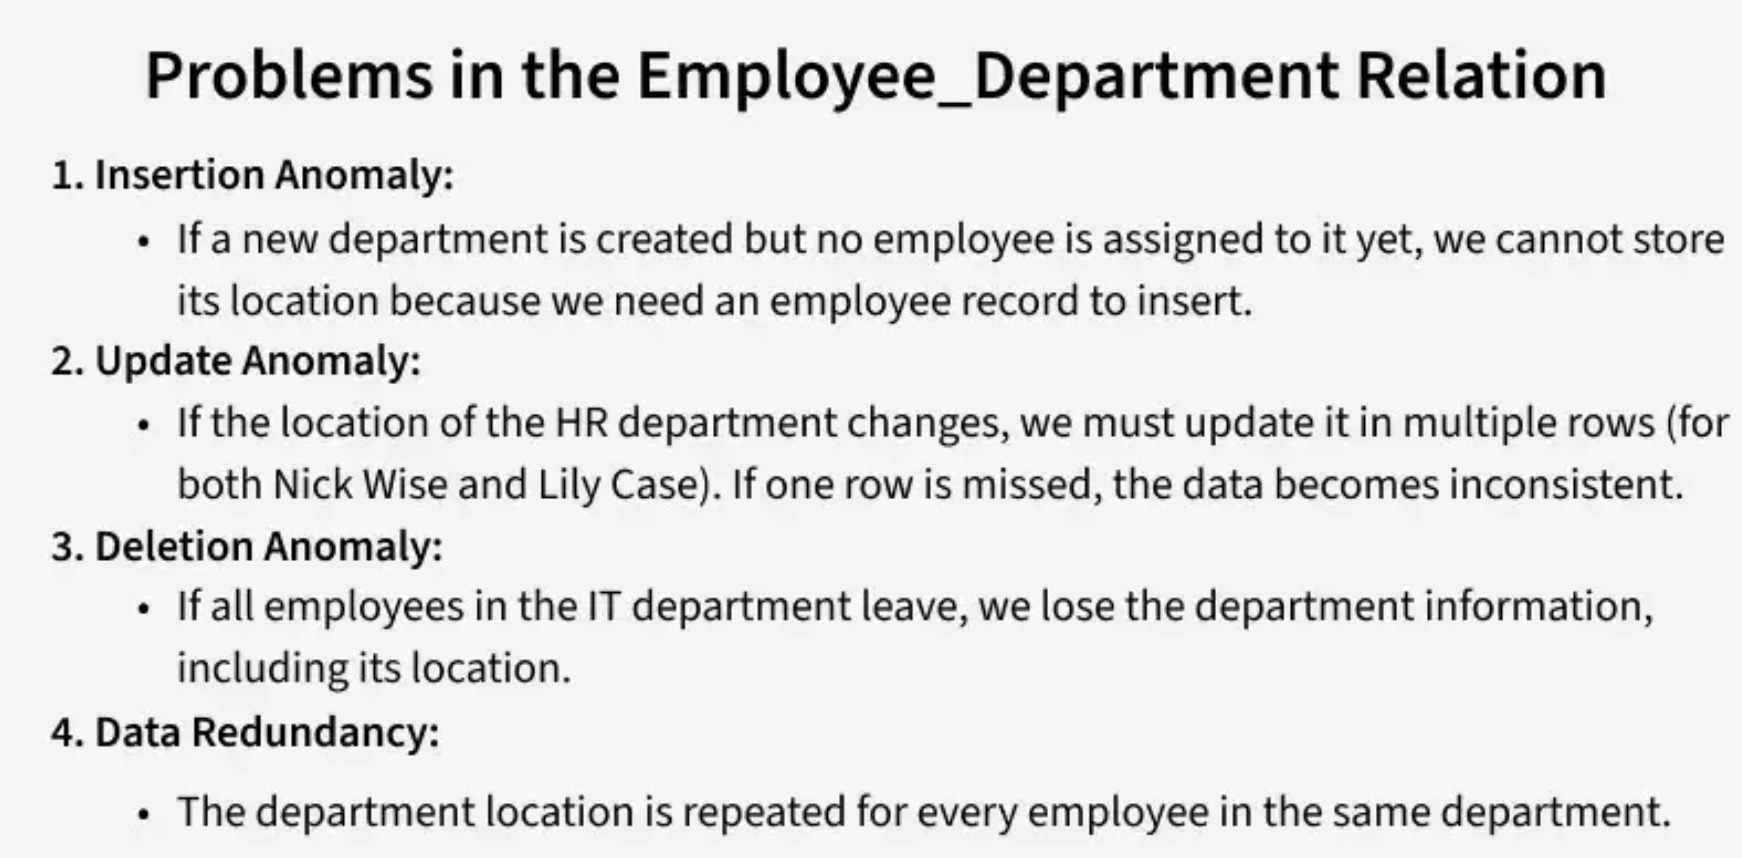 Problems in the Employee_Department Relation
1. Insertion Anomaly:
• If a new department is created but no employee is assigned to it yet, we cannot store
its location because we need an employee record to insert.
2. Update Anomaly:
• If the location of the HR department changes, we must update it in multiple rows (for
both Nick Wise and Lily Case). If one row is missed, the data becomes inconsistent.
3. Deletion Anomaly:
• If all employees in the IT department leave, we lose the department information,
including its location.
4. Data Redundancy:
• The department location is repeated for every employee in the same department.